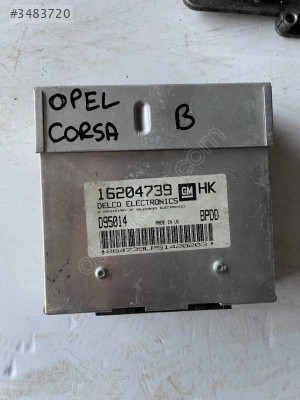 #3483720
OPEL
CORSA
B
16204739 GM HK
DELCO ELECTRONICS
D95014 MADE IN UK BPDD